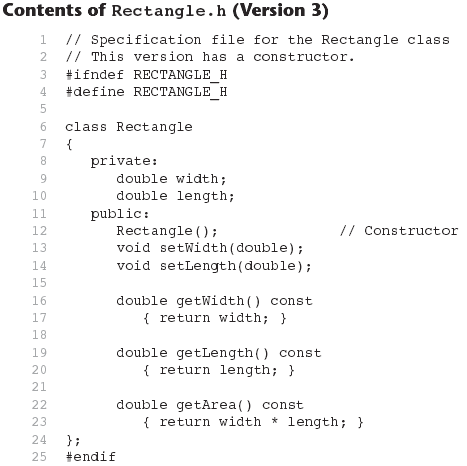 Contents of Rectangle.h (Version 3)
1 // Specification file for the Rectangle class
2 // This version has a constructor.
3 #ifndef RECTANGLE_H
4 #define RECTANGLE_H
5
6 class Rectangle
7 {
8 private:
9 double width;
10 double length;
11 public:
12 Rectangle(); // Constructor
13 void setWidth(double);
14 void setLength(double);
15
16 double getWidth() const
17 { return width; }
18
19 double getLength() const
20 { return length; }
21
22 double getArea() const
23 { return width * length; }
24 };
25 #endif